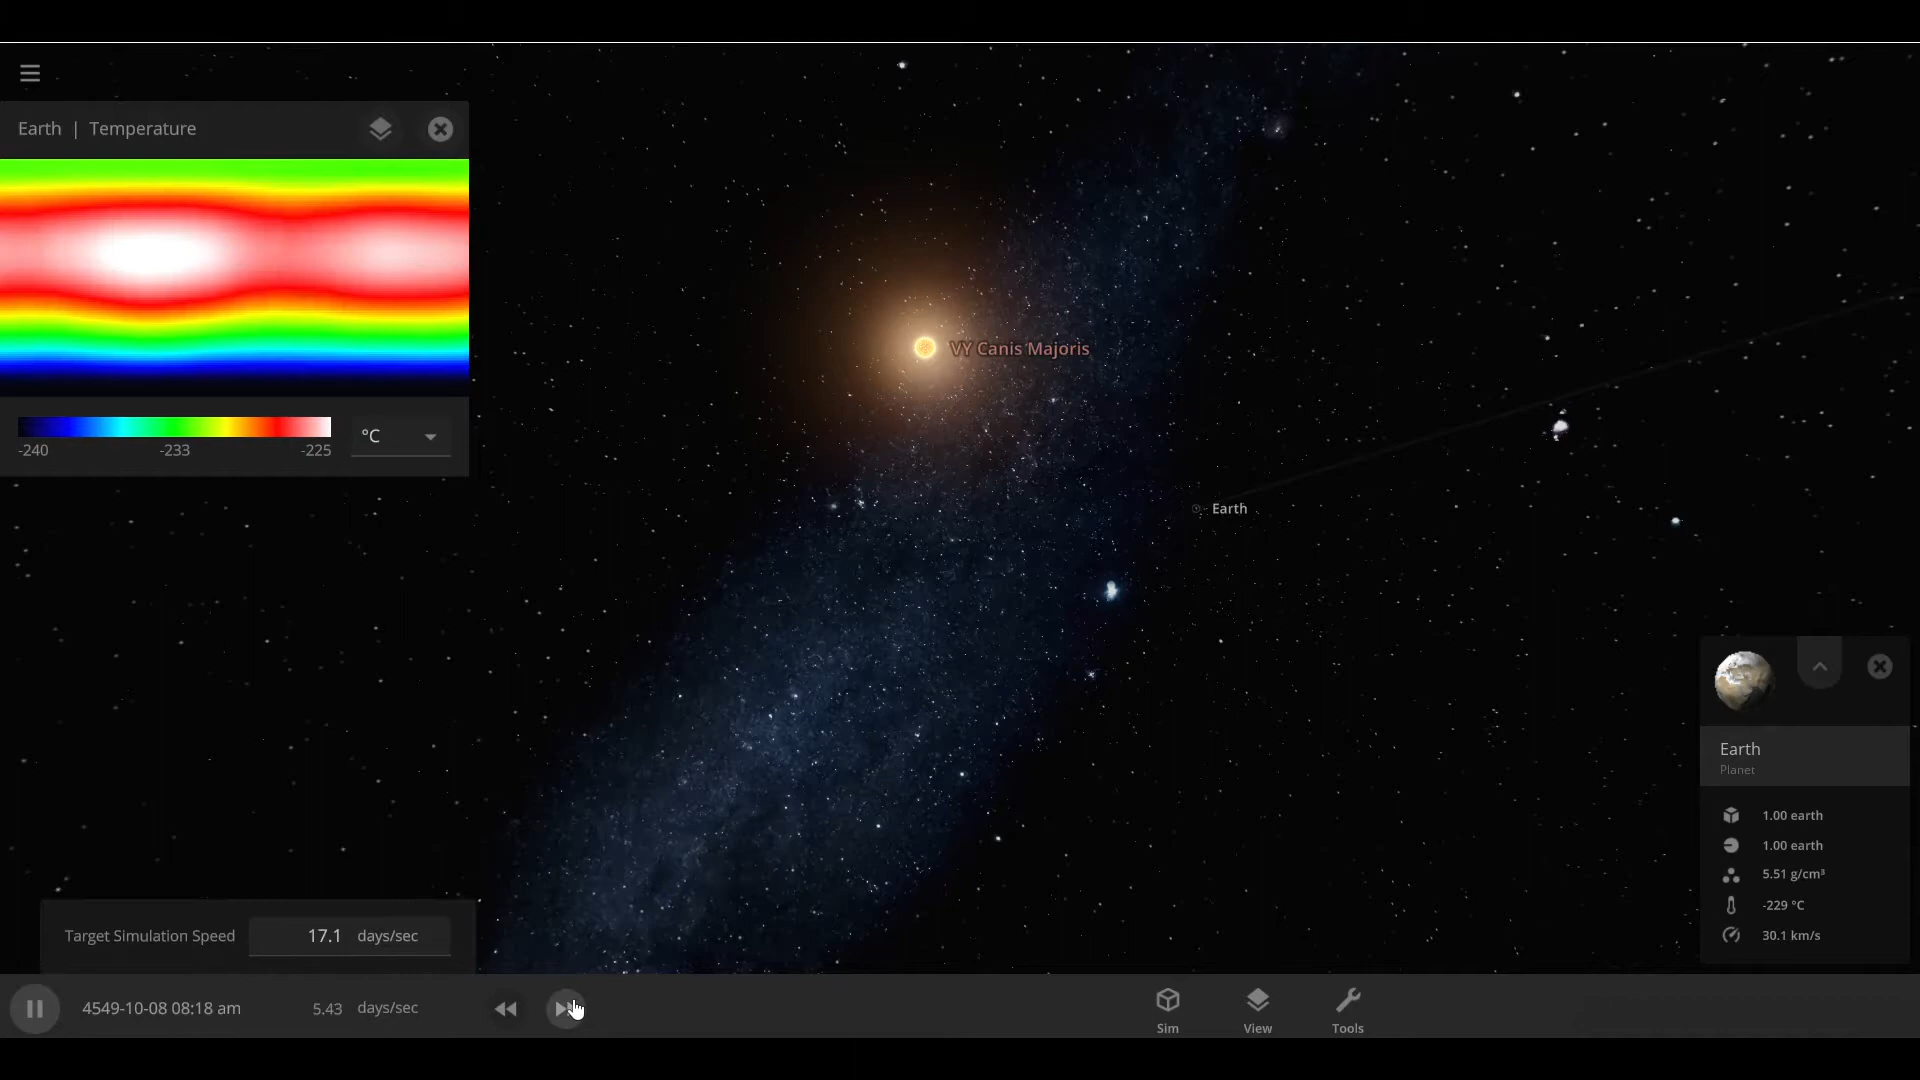 Earth | Temperature
-240 -233 -225
°C
VY Canis Majoris
Earth
Earth
Planet
1.00 earth
1.00 earth
5.51 g/cm³
-229 °C
30.1 km/s
Target Simulation Speed 17.1 days/sec
4549-10-08 08:18 am 5.43 days/sec
Sim View Tools